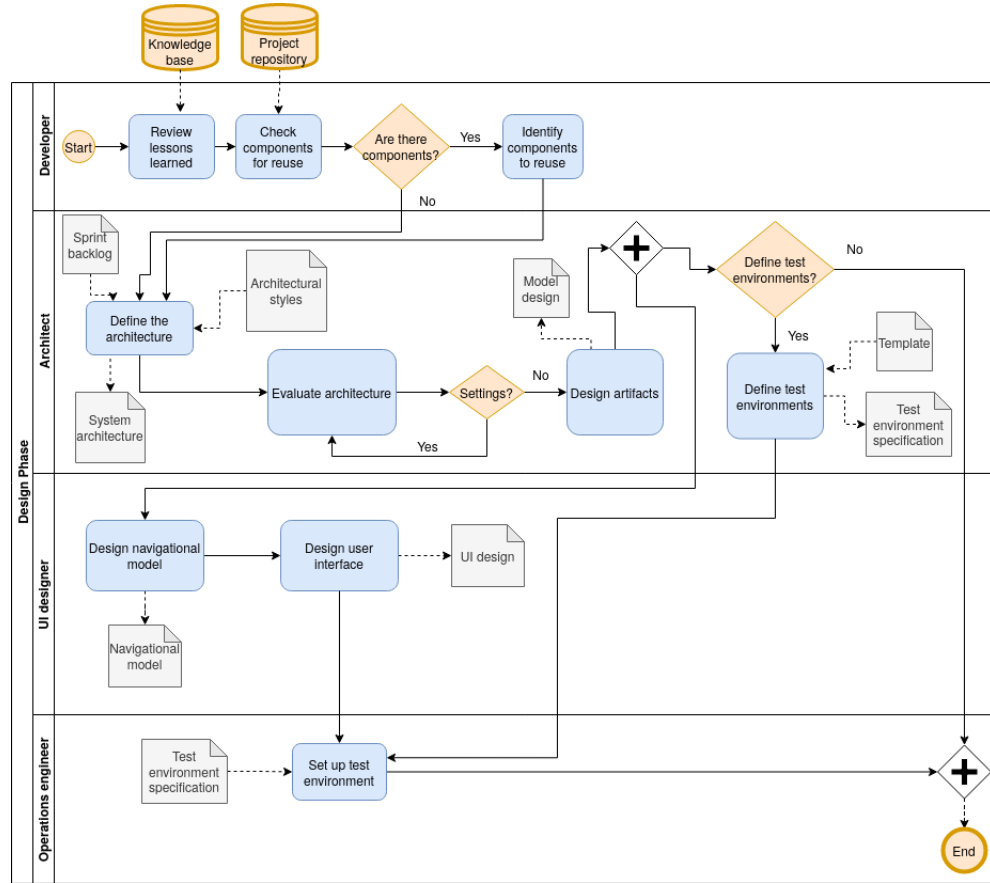 Knowledge
base
Project
repository
Design Phase
Developer
Start
Review
lessons
learned
Check
components
for reuse
Are there
components?
Yes
No
Identify
components
to reuse
Architect
Sprint
backlog
Architectural
styles
Define the
architecture
System
architecture
Evaluate architecture
Settings?
No
Yes
Model
design
Design artifacts
Define test
environments?
No
Yes
Template
Define test
environments
Test
environment
specification
UI designer
Design navigational
model
Design user
interface
UI design
Navigational
model
Operations engineer
Test
environment
specification
Set up test
environment
End